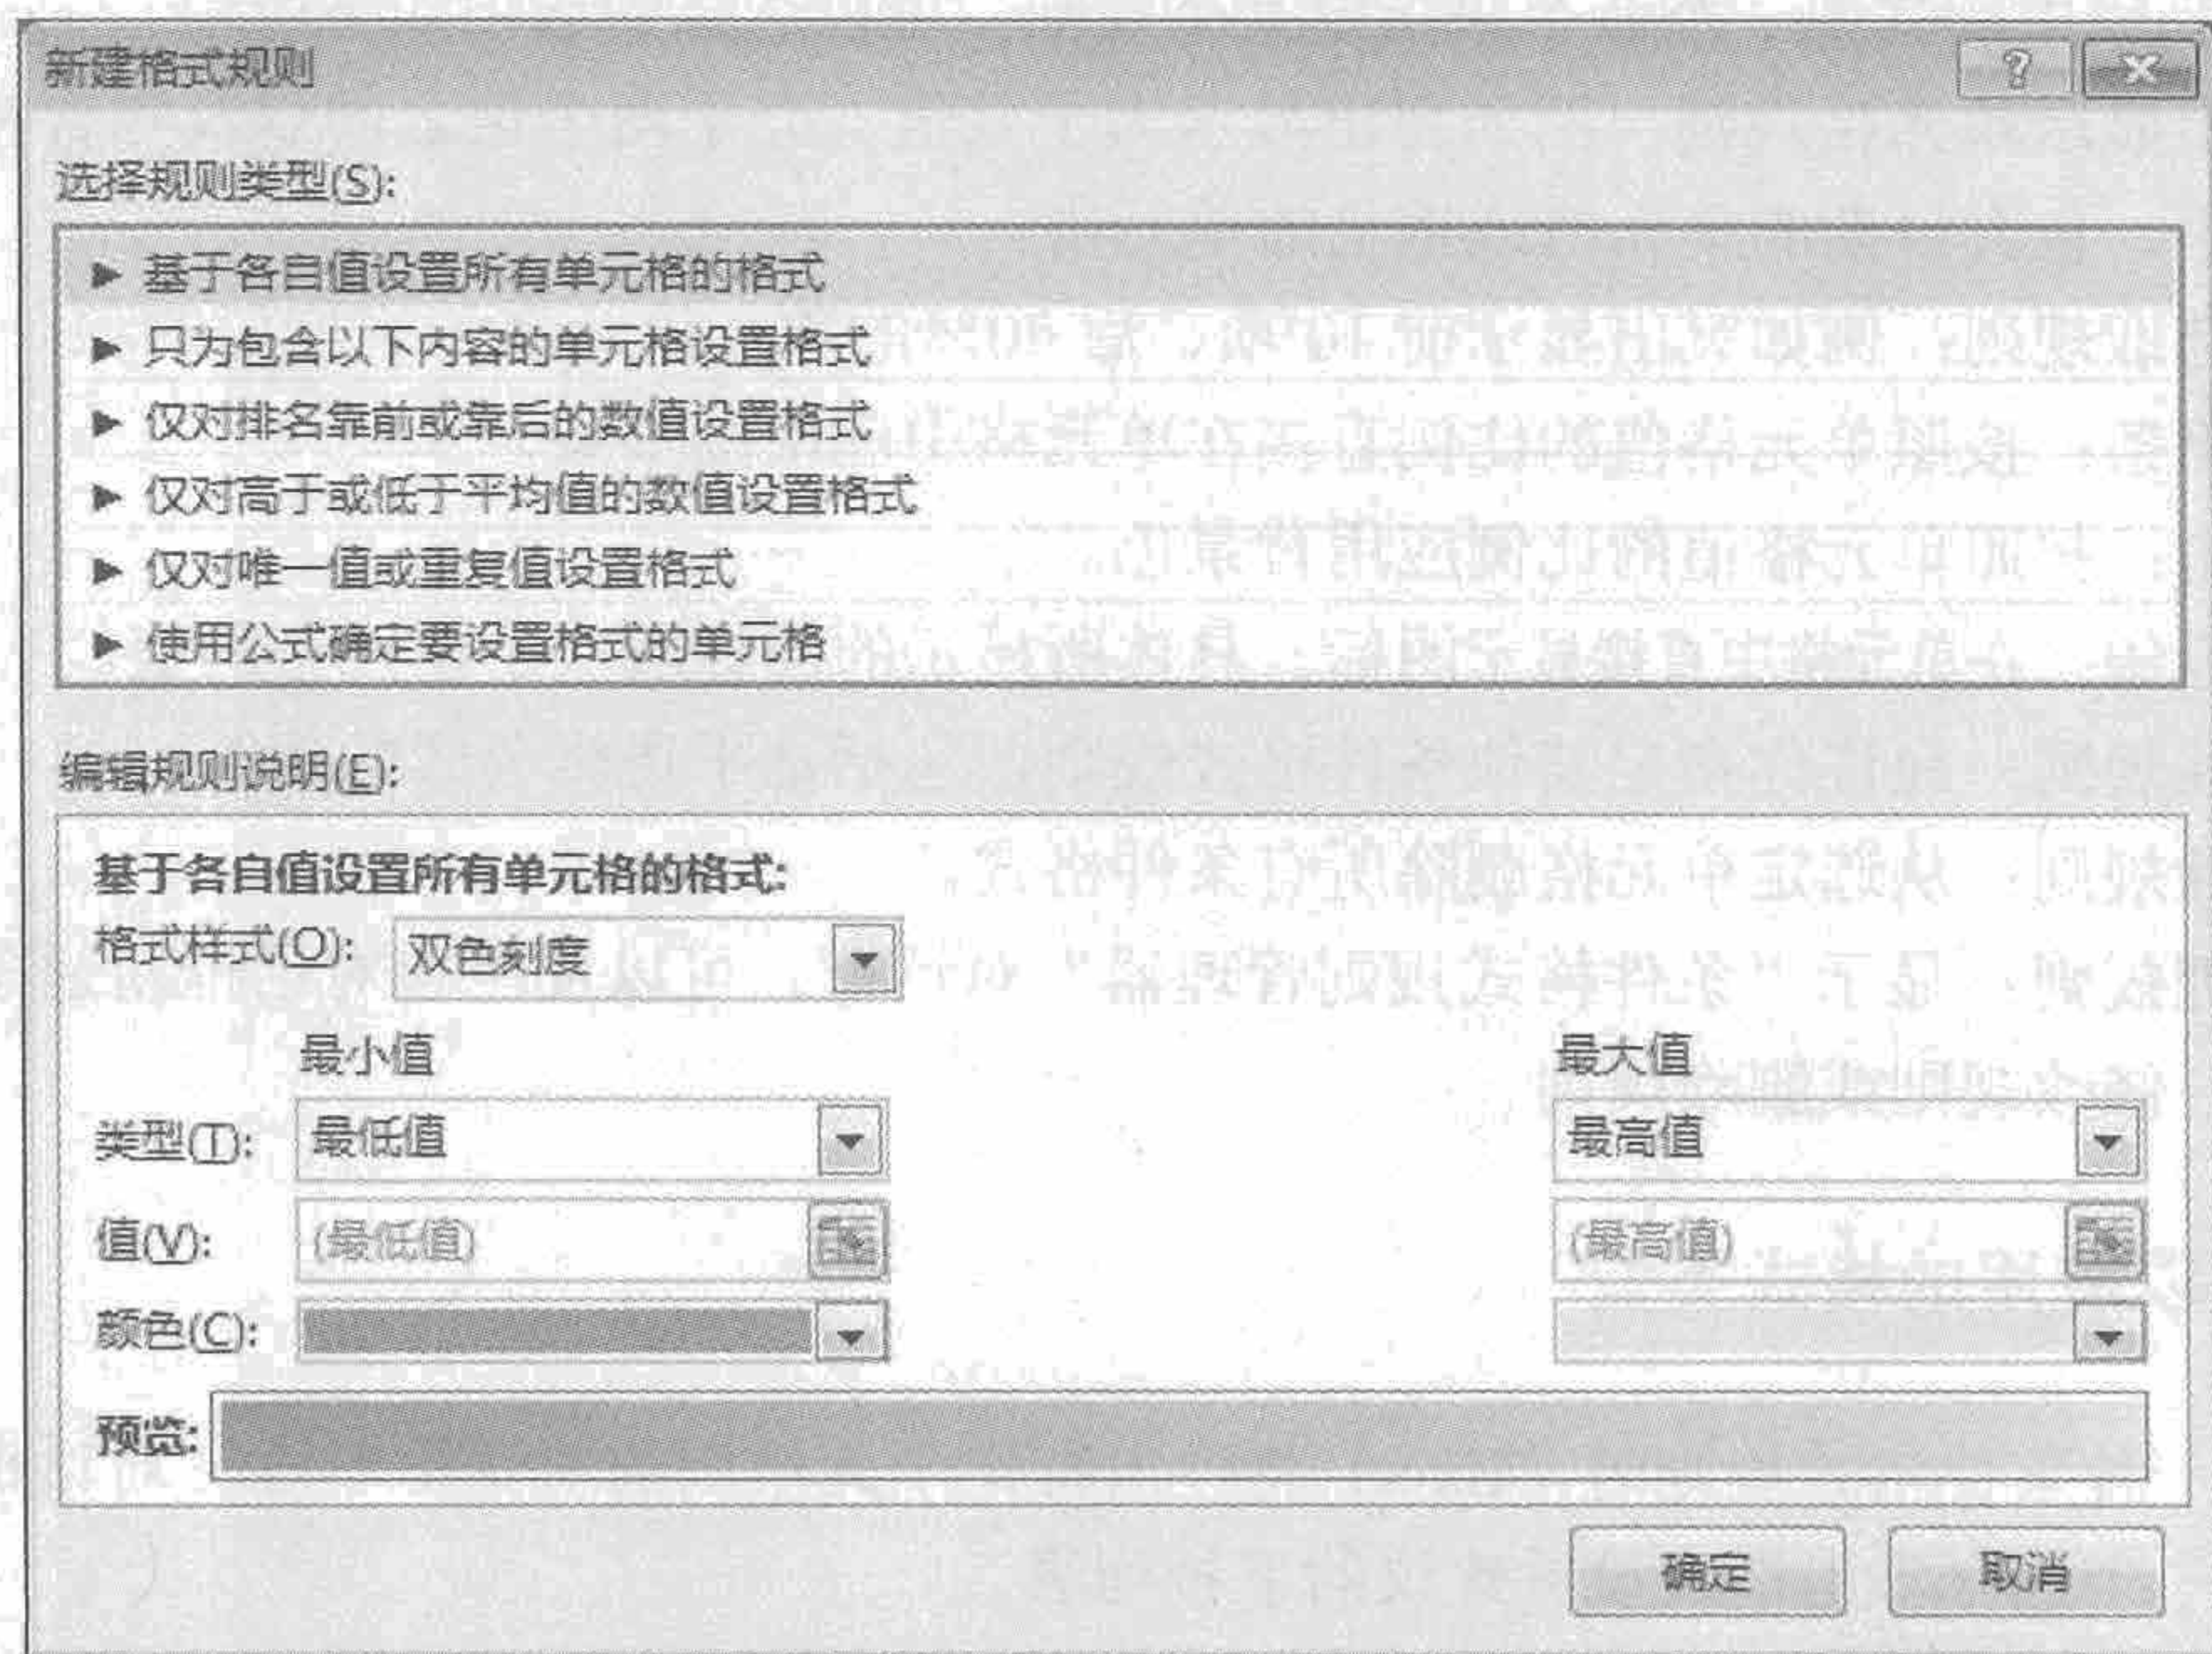 新建格式规则
选择规则类型(S):
► 基于各自值设置所有单元格的格式
► 只为包含以下内容的单元格设置格式
► 仅对排名靠前或靠后的数值设置格式
► 仅对高于或低于平均值的数值设置格式
► 仅对唯一值或重复值设置格式
► 使用公式确定要设置格式的单元格
编辑规则说明(E):
基于各自值设置所有单元格的格式:
格式样式(O): 双色刻度
最小值 最大值
类型(T): 最低值 最高值
值(V): (最低值) (最高值)
颜色(C):
预览:
确定 取消